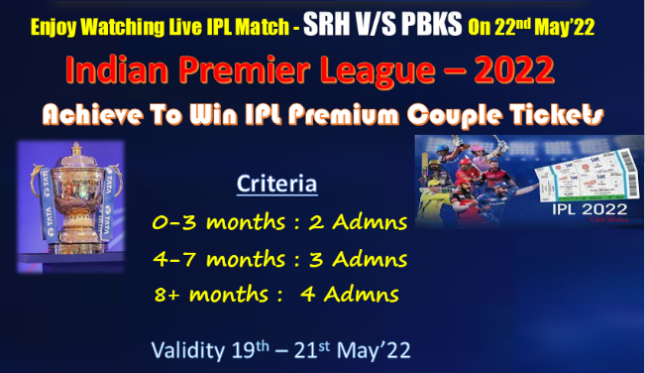 Enjoy Watching Live IPL Match - SRH V/S PBKS On 22nd May'22
Indian Premier League – 2022
Achieve To Win IPL Premium Couple Tickets
TATA
TATA
Criteria
0-3 months : 2 Admns
4-7 months : 3 Admns
8+ months : 4 Admns
IPL 2022
Validity 19th – 21st May'22